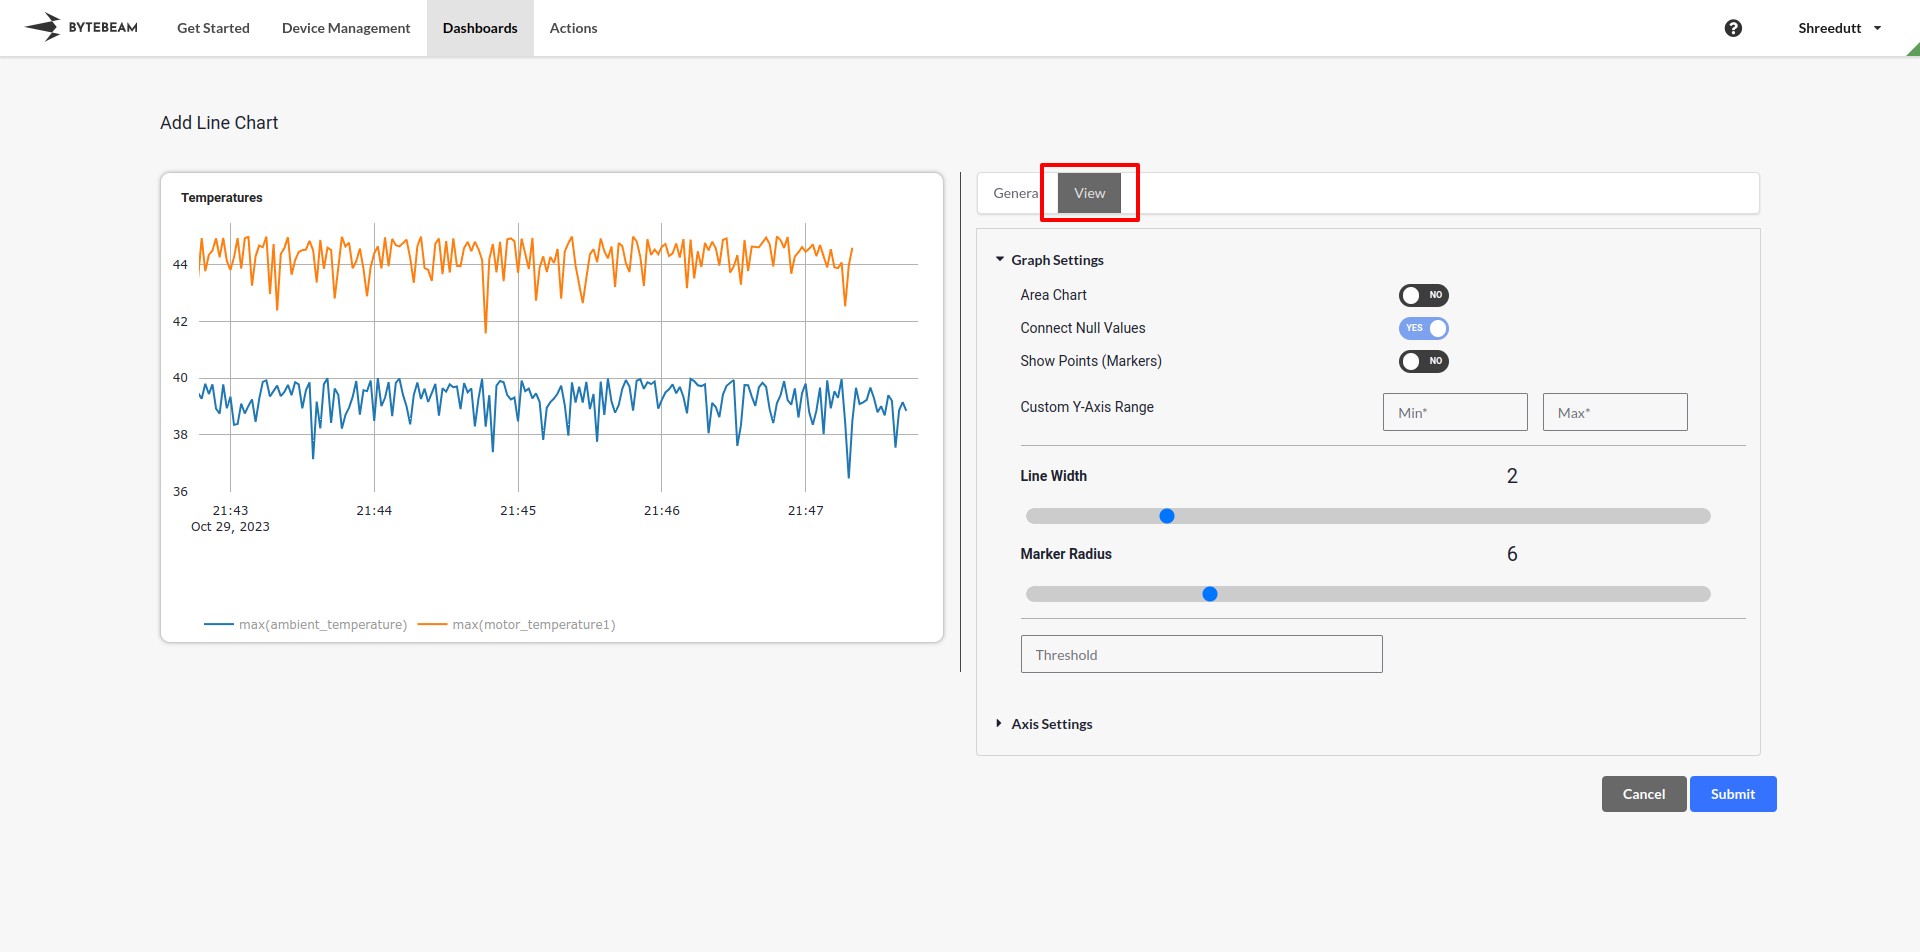 BYTEBEAM
Get Started
Device Management
Dashboards
Actions
?
Shreedutt
Add Line Chart
Temperatures
44
42
40
38
36
21:43
21:44
21:45
21:46
21:47
Oct 29, 2023
max(ambient_temperature)
max(motor_temperature1)
Genera
View
Graph Settings
Area Chart
NO
Connect Null Values
YES
Show Points (Markers)
NO
Custom Y-Axis Range
Min*
Max*
Line Width
2
Marker Radius
6
Threshold
Axis Settings
Cancel
Submit